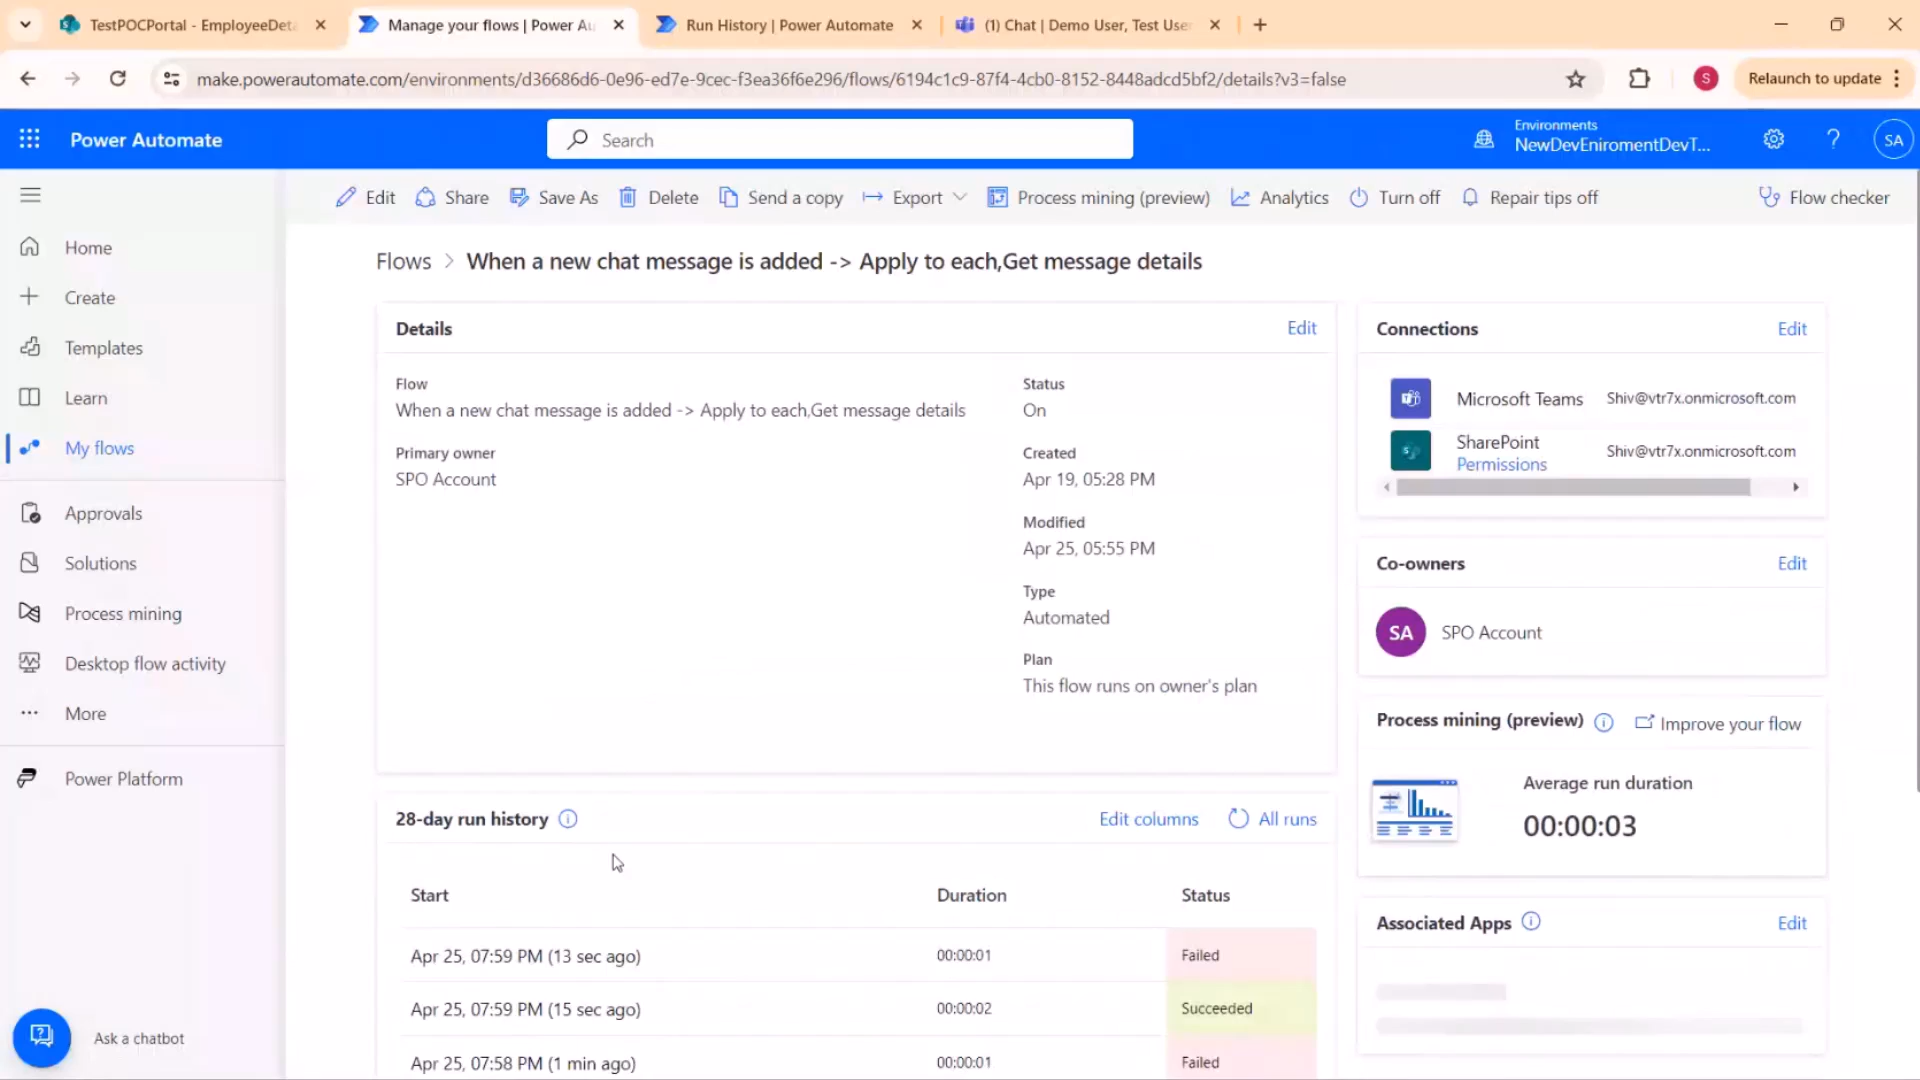 TestPOCPortal - EmployeeDeta
Manage your flows | Power Au
Run History | Power Automate
(1) Chat | Demo User, Test User
make.powerautomate.com/environments/d36686d6-0e96-ed7e-9cec-f3ea36f6e296/flows/6194c1c9-87f4-4cb0-8152-8448adcd5bf2/details?v3=false
S
Relaunch to update
Power Automate
Search
Environments
NewDevEniromentDevT...
?
SA
Edit
Share
Save As
Delete
Send a copy
Export
Process mining (preview)
Analytics
Turn off
Repair tips off
Flow checker
Home
Create
Templates
Learn
My flows
Approvals
Solutions
Process mining
Desktop flow activity
More
Power Platform
Ask a chatbot
Flows > When a new chat message is added -> Apply to each,Get message details
Details
Edit
Flow
When a new chat message is added -> Apply to each,Get message details
Primary owner
SPO Account
Status
On
Created
Apr 19, 05:28 PM
Modified
Apr 25, 05:55 PM
Type
Automated
Plan
This flow runs on owner's plan
28-day run history
Edit columns
All runs
Start Duration Status
Apr 25, 07:59 PM (13 sec ago) 00:00:01 Failed
Apr 25, 07:59 PM (15 sec ago) 00:00:02 Succeeded
Apr 25, 07:58 PM (1 min ago) 00:00:01 Failed
Connections
Edit
Microsoft Teams Shiv@vtr7x.onmicrosoft.com
SharePoint Shiv@vtr7x.onmicrosoft.com
Permissions
Co-owners
Edit
SA SPO Account
Process mining (preview)
Improve your flow
Average run duration
00:00:03
Associated Apps
Edit